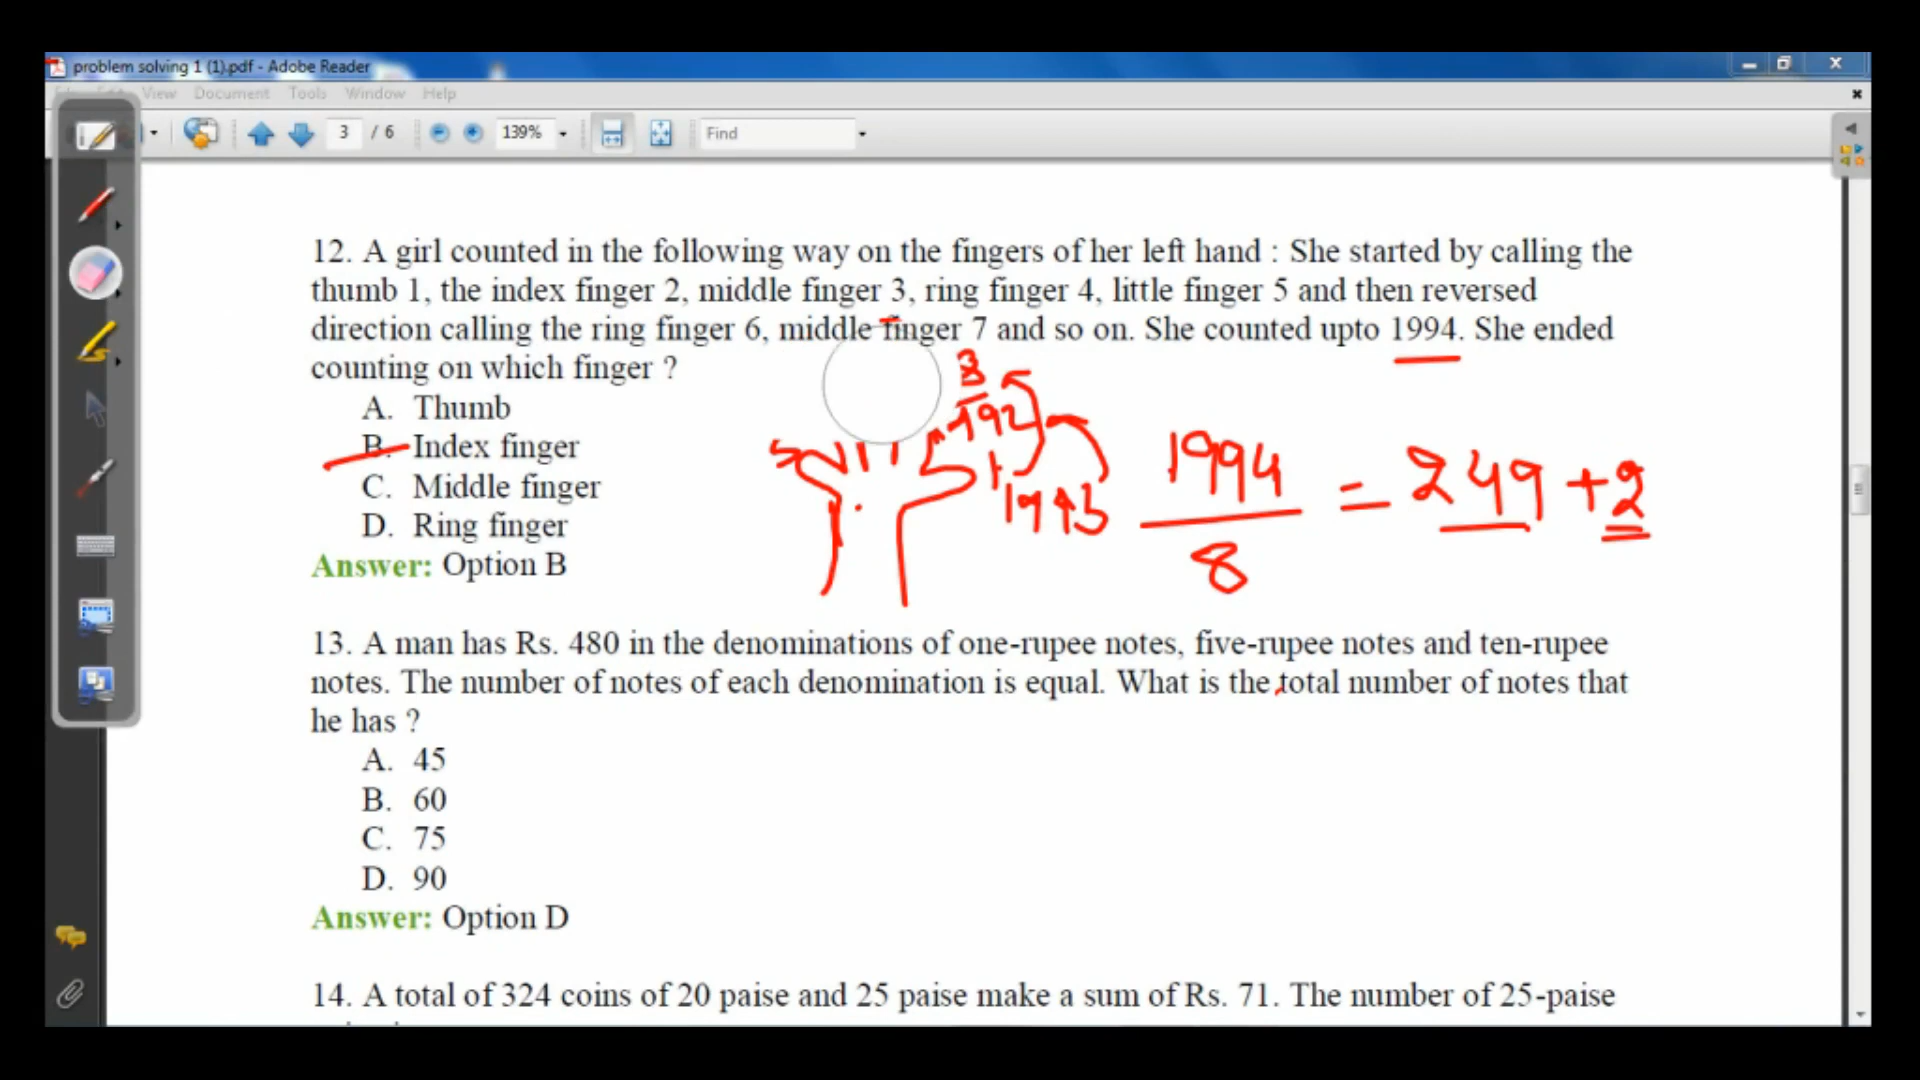 problem solving 1 (1).pdf - Adobe Reader
View Document Tools Window Help
3 / 6 139% Find
12. A girl counted in the following way on the fingers of her left hand : She started by calling the
thumb 1, the index finger 2, middle finger 3, ring finger 4, little finger 5 and then reversed
direction calling the ring finger 6, middle finger 7 and so on. She counted upto 1994. She ended
counting on which finger ?
A. Thumb
B. Index finger
C. Middle finger
D. Ring finger
Answer: Option B
8
1992
1
1993
1994
8
= 249 + 2
13. A man has Rs. 480 in the denominations of one-rupee notes, five-rupee notes and ten-rupee
notes. The number of notes of each denomination is equal. What is the total number of notes that
he has ?
A. 45
B. 60
C. 75
D. 90
Answer: Option D
14. A total of 324 coins of 20 paise and 25 paise make a sum of Rs. 71. The number of 25-paise